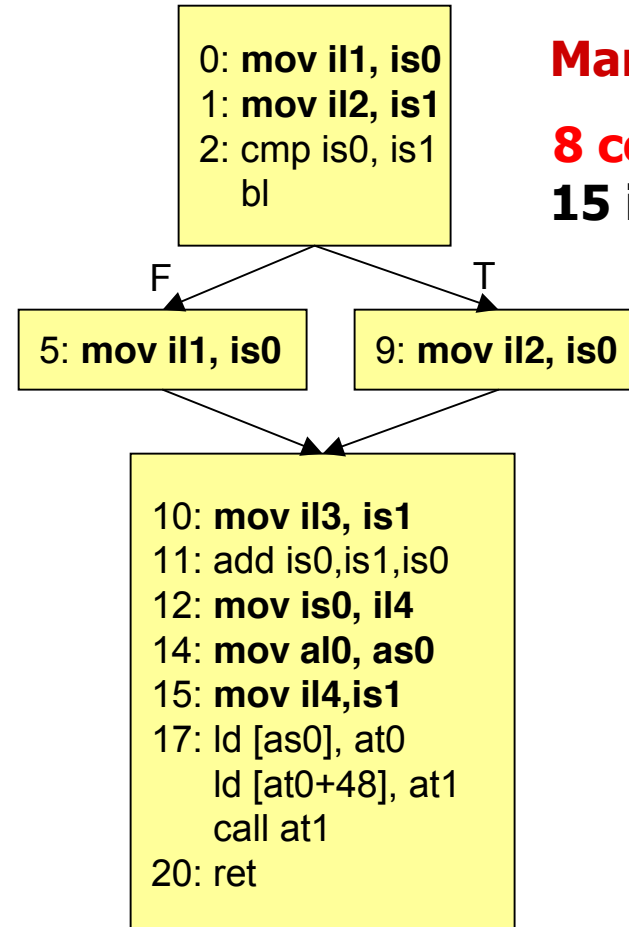 0: mov il1, is0
1: mov il2, is1
2: cmp is0, is1
bl
8
15
F
T
5: mov il1, is0
9: mov il2, is0
10: mov il3, is1
11: add is0,is1,is0
12: mov is0, il4
14: mov al0, as0
15: mov il4,is1
17: ld [as0], at0
ld [at0+48], at1
call at1
20: ret